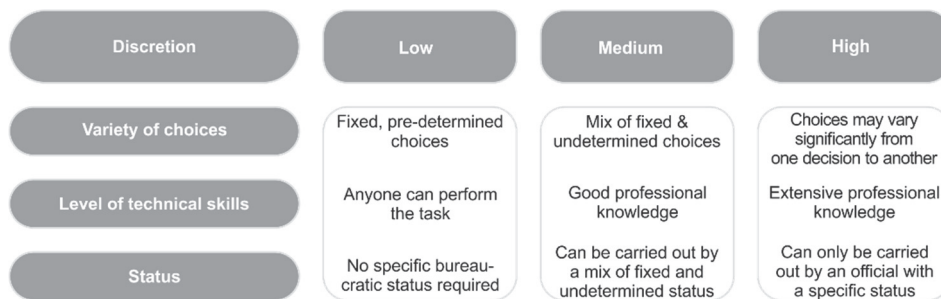 Discretion
Low
Medium
High
Variety of choices
Fixed, pre-determined
choices
Mix of fixed &
undetermined choices
Choices may vary
significantly from
one decision to another
Level of technical skills
Anyone can perform
the task
Good professional
knowledge
Extensive professional
knowledge
Status
No specific bureau-
cratic status required
Can be carried out by
a mix of fixed and
undetermined status
Can only be carried
out by an official with
a specific status